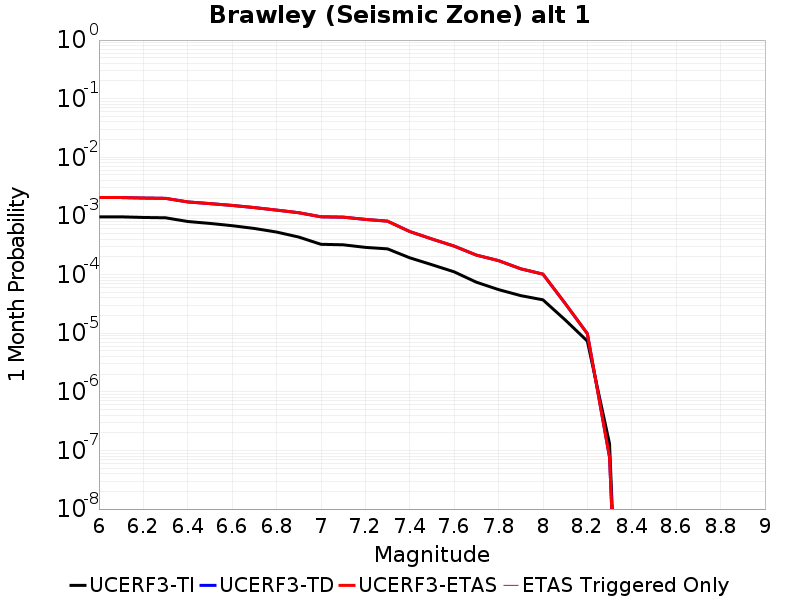 Brawley (Seismic Zone) alt 1
10^0
10^-1
10^-2
10^-3
10^-4
10^-5
10^-6
10^-7
10^-8
1 Month Probability
6 6.2 6.4 6.6 6.8 7 7.2 7.4 7.6 7.8 8 8.2 8.4 8.6 8.8 9
Magnitude
UCERF3-TI UCERF3-TD UCERF3-ETAS ETAS Triggered Only